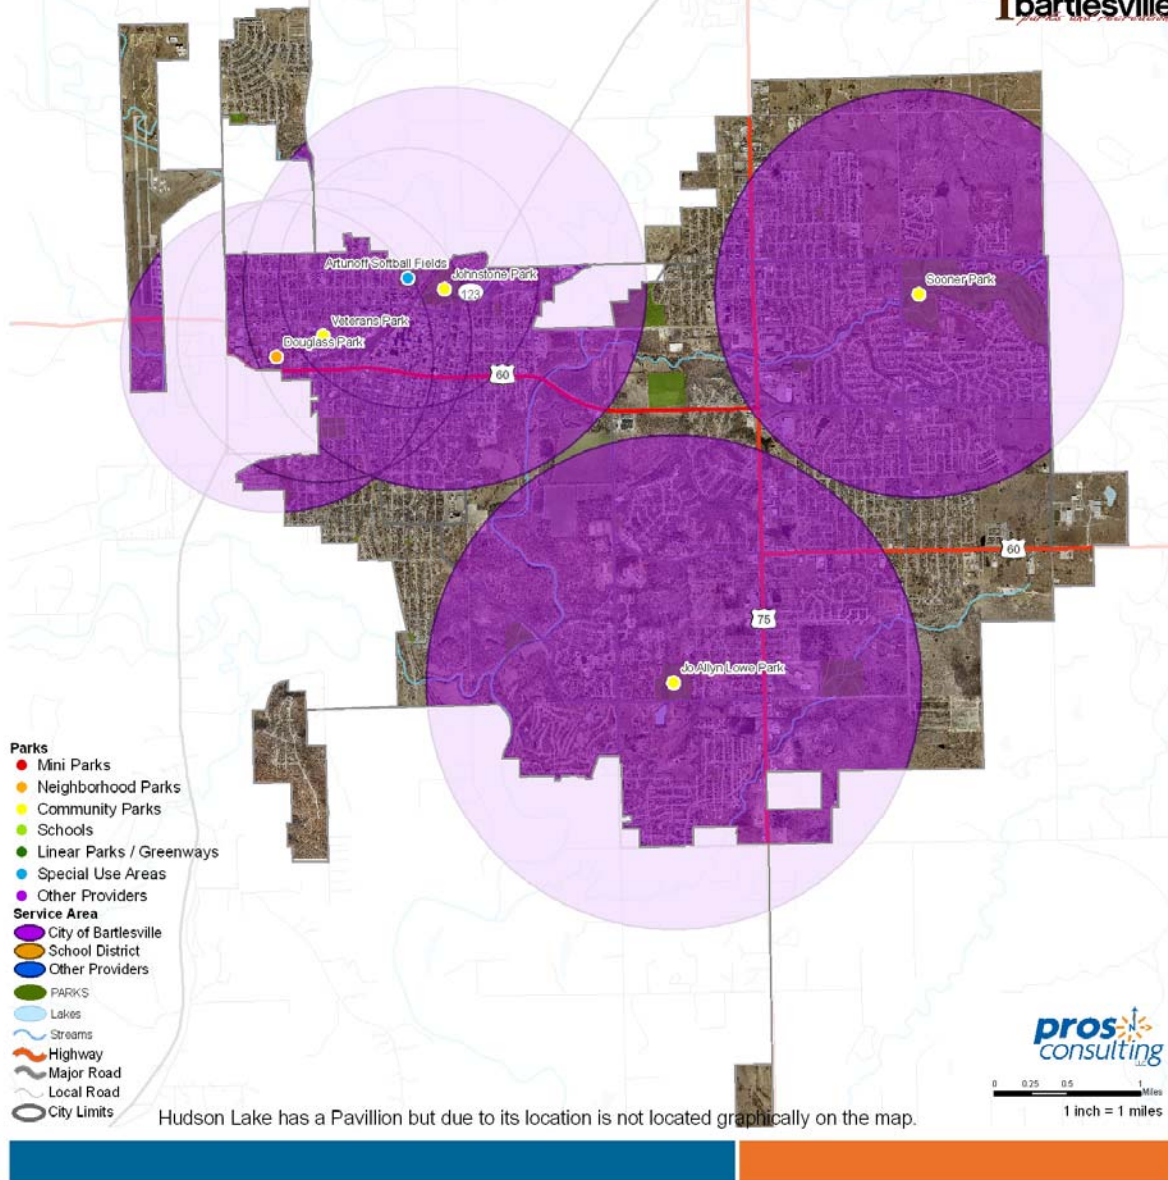 bartlesville
parks and recreation
Artunoff Softball Fields
Johnstone Park
123
Sooner Park
Veterans Park
Douglass Park
60
60
75
Jo Allyn Lowe Park
Parks
Mini Parks
Neighborhood Parks
Community Parks
Schools
Linear Parks / Greenways
Special Use Areas
Other Providers
Service Area
City of Bartlesville
School District
Other Providers
PARKS
Lakes
Streams
Highway
Major Road
Local Road
City Limits
N
pros
consulting
LLC
0 0.25 0.5 1
Miles
1 inch = 1 miles
Hudson Lake has a Pavillion but due to its location is not located graphically on the map.